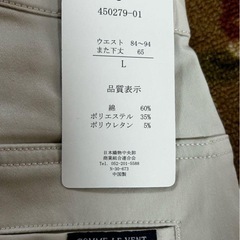 450279-01
ウエスト 84~94
また下丈 65
L
品質表示
綿 60%
ポリエステル 35%
ポリウレタン 5%
日本織物中央卸
商業組合連合会
中国製